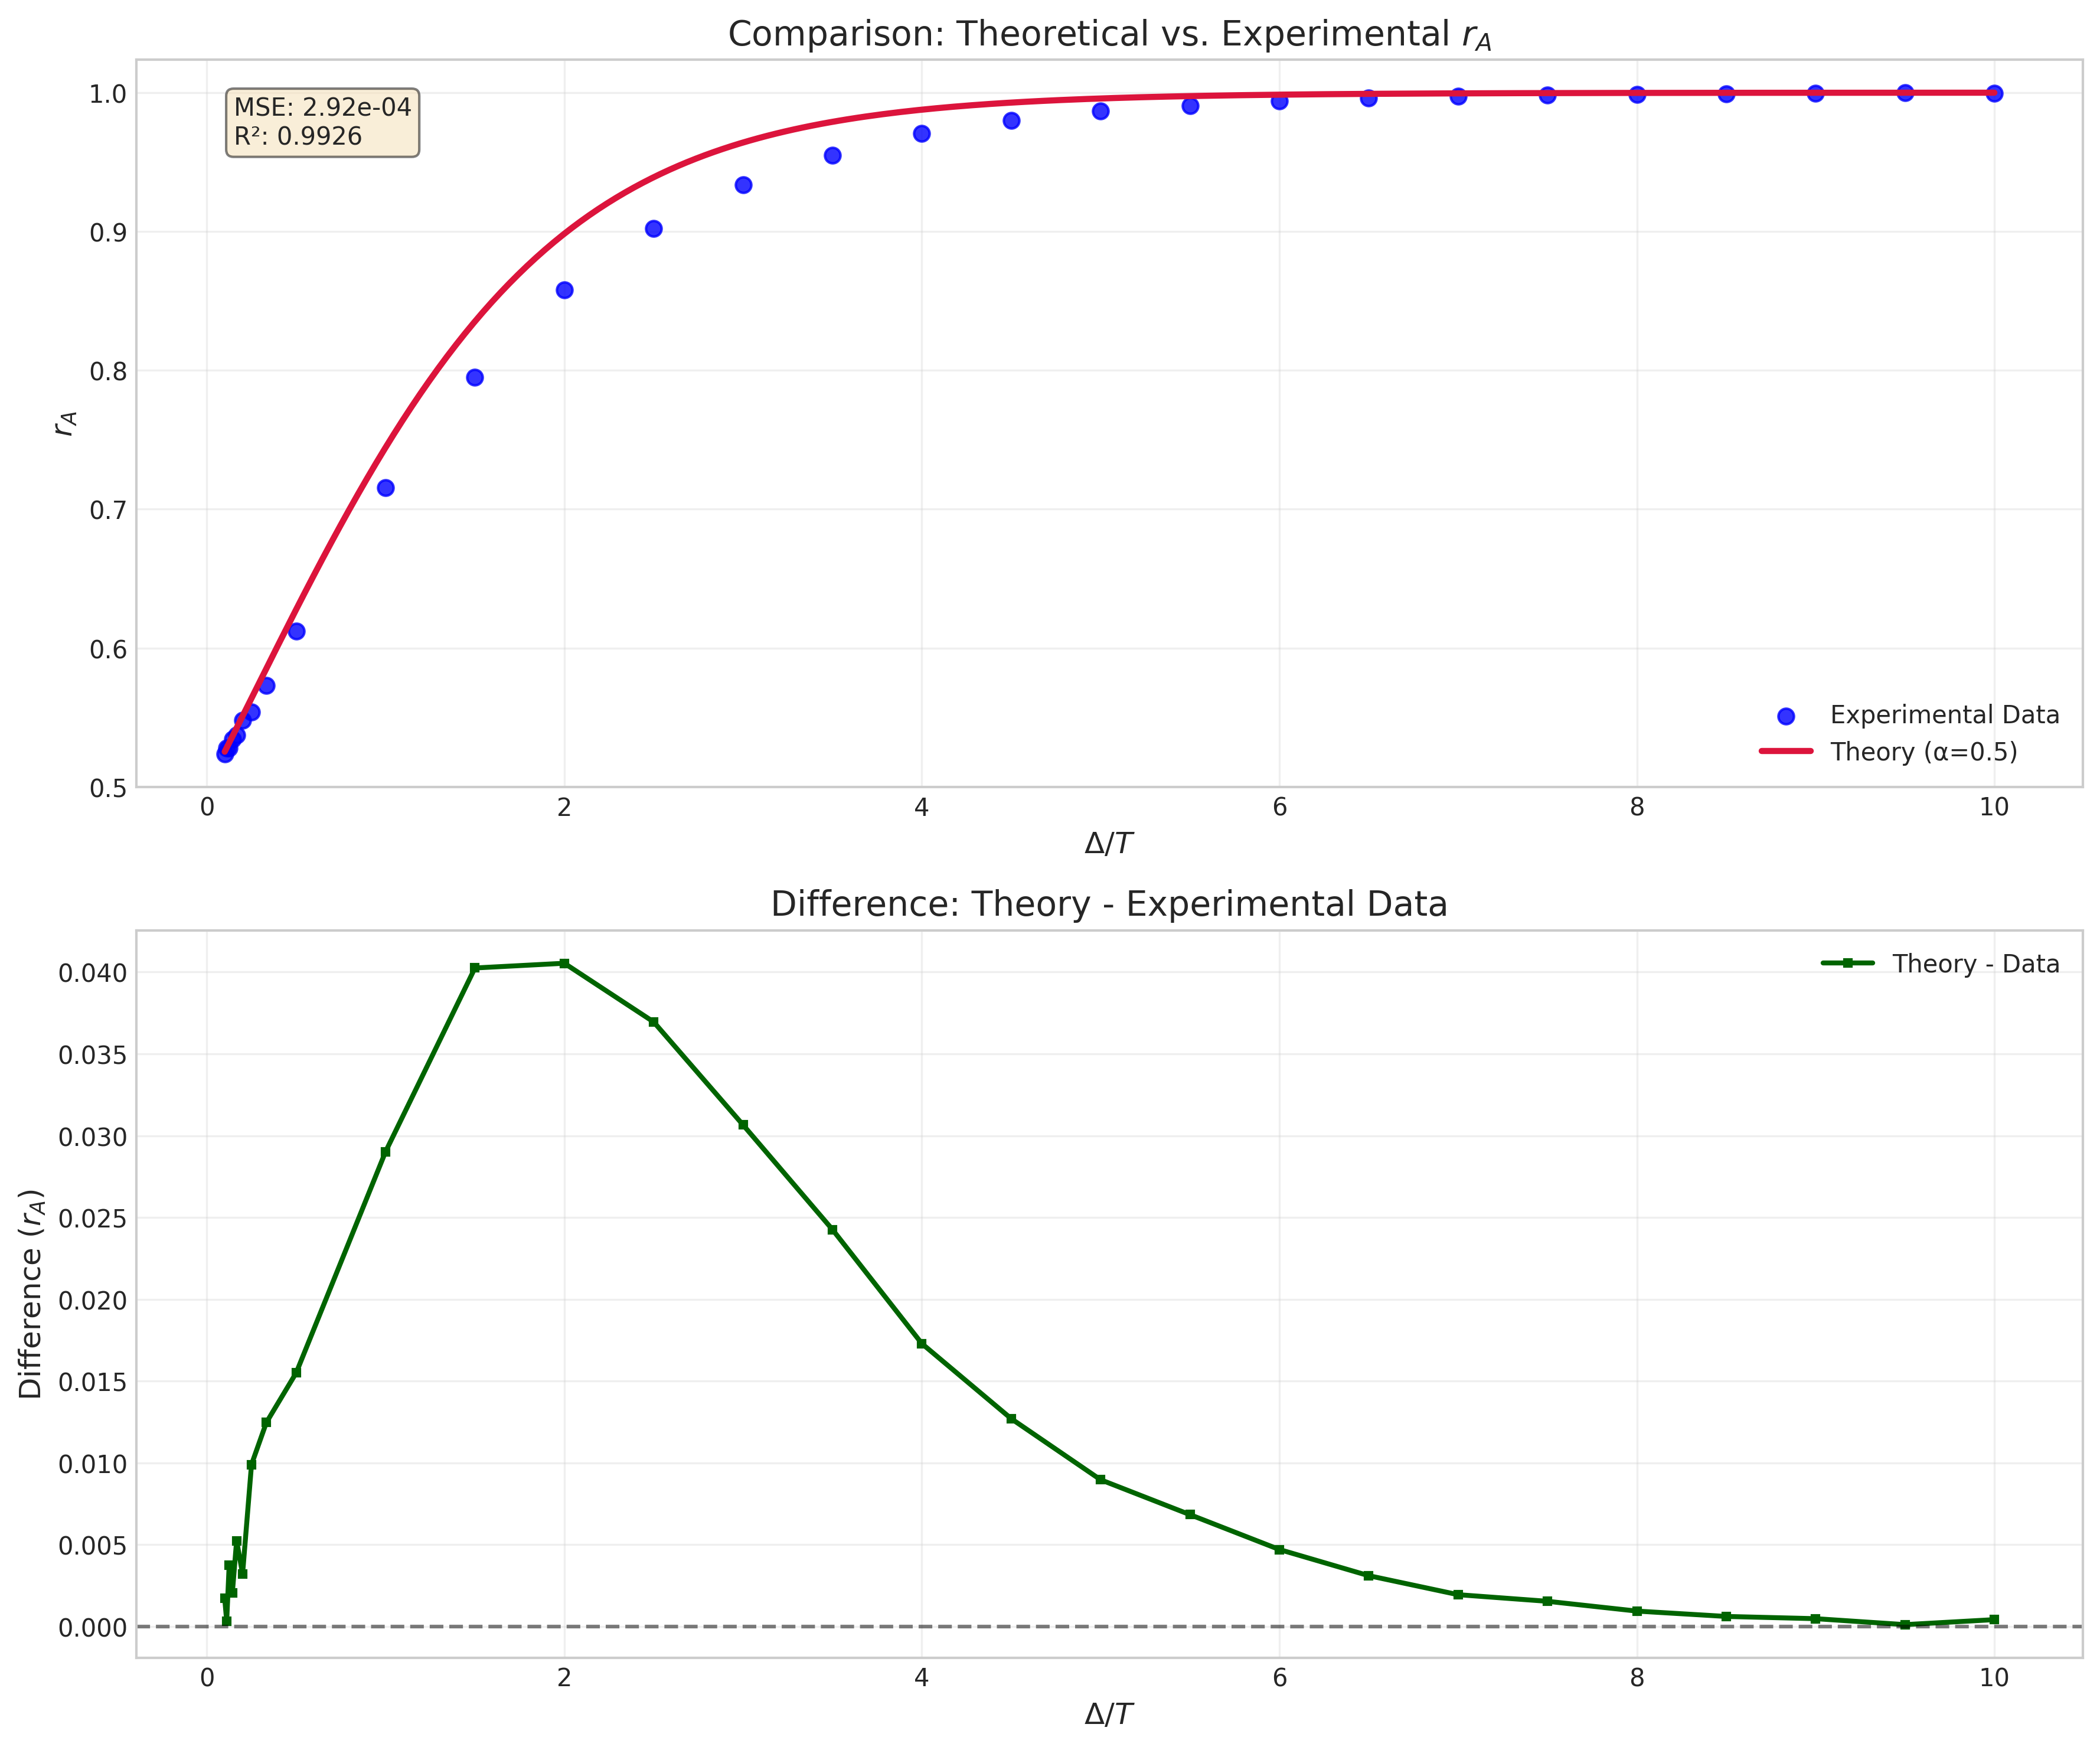 Comparison: Theoretical vs. Experimental r_A
MSE: 2.92e-04
R²: 0.9926
1.0
0.9
0.8
0.7
0.6
0.5
r_A
Experimental Data
Theory (α=0.5)
0 2 4 6 8 10
Δ/T
Difference: Theory - Experimental Data
Theory - Data
0.040
0.035
0.030
0.025
0.020
0.015
0.010
0.005
0.000
Difference (r_A)
0 2 4 6 8 10
Δ/T